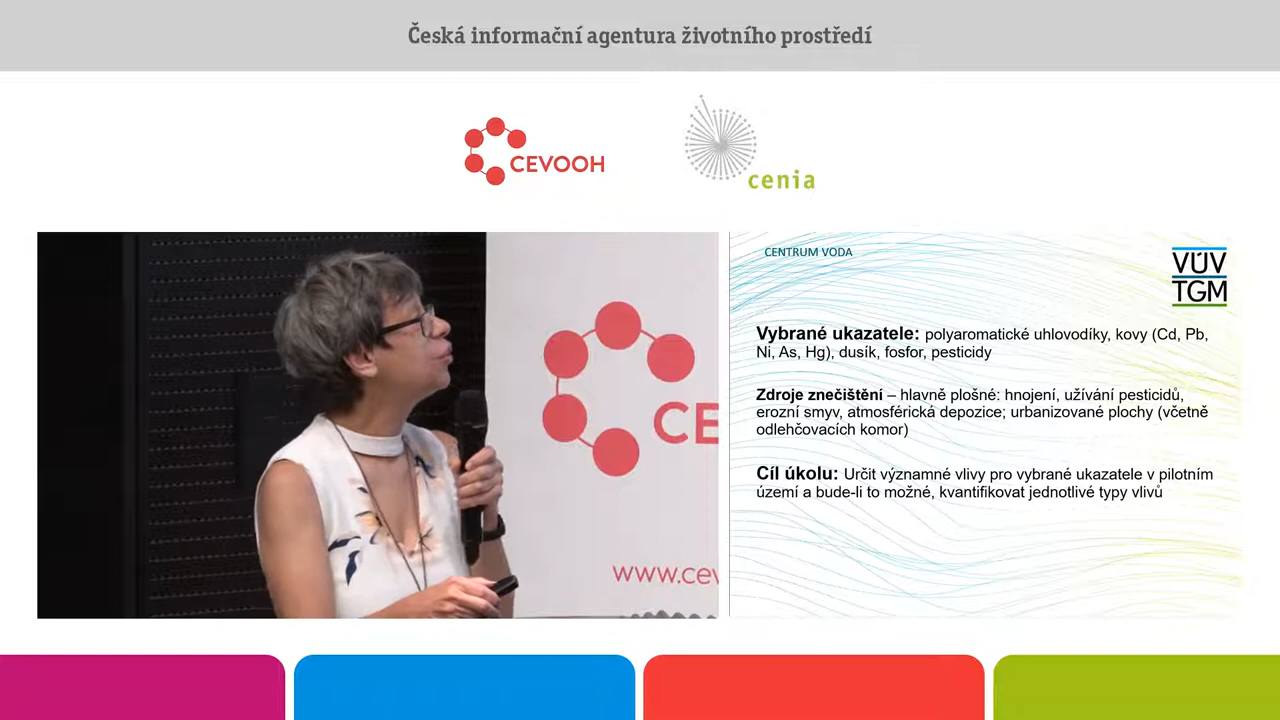 Česká informační agentura životního prostředí
CEVOOH
cenia
CE
www.cev
CENTRUM VODA
VÚV
TGM
Vybrané ukazatele: polyaromatické uhlovodíky, kovy (Cd, Pb,
Ni, As, Hg), dusík, fosfor, pesticidy
Zdroje znečištění – hlavně plošné: hnojení, užívání pesticidů,
erozní smyv, atmosférická depozice; urbanizované plochy (včetně
odlehčovacích komor)
Cíl úkolu: Určit významné vlivy pro vybrané ukazatele v pilotním
území a bude-li to možné, kvantifikovat jednotlivé typy vlivů